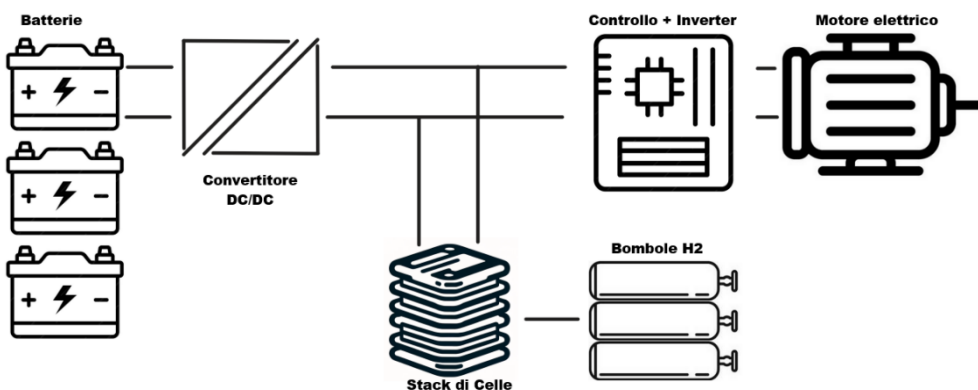 Batterie
Controllo + Inverter
Motore elettrico
Convertitore
DC/DC
Bombole H2
Stack di Celle